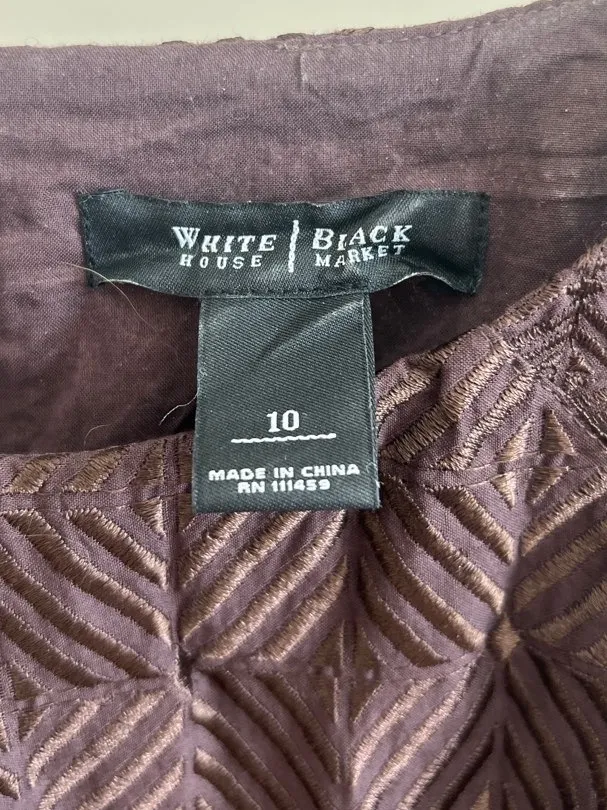 WHITE | BLACK
HOUSE | MARKET
10
MADE IN CHINA
RN 111459